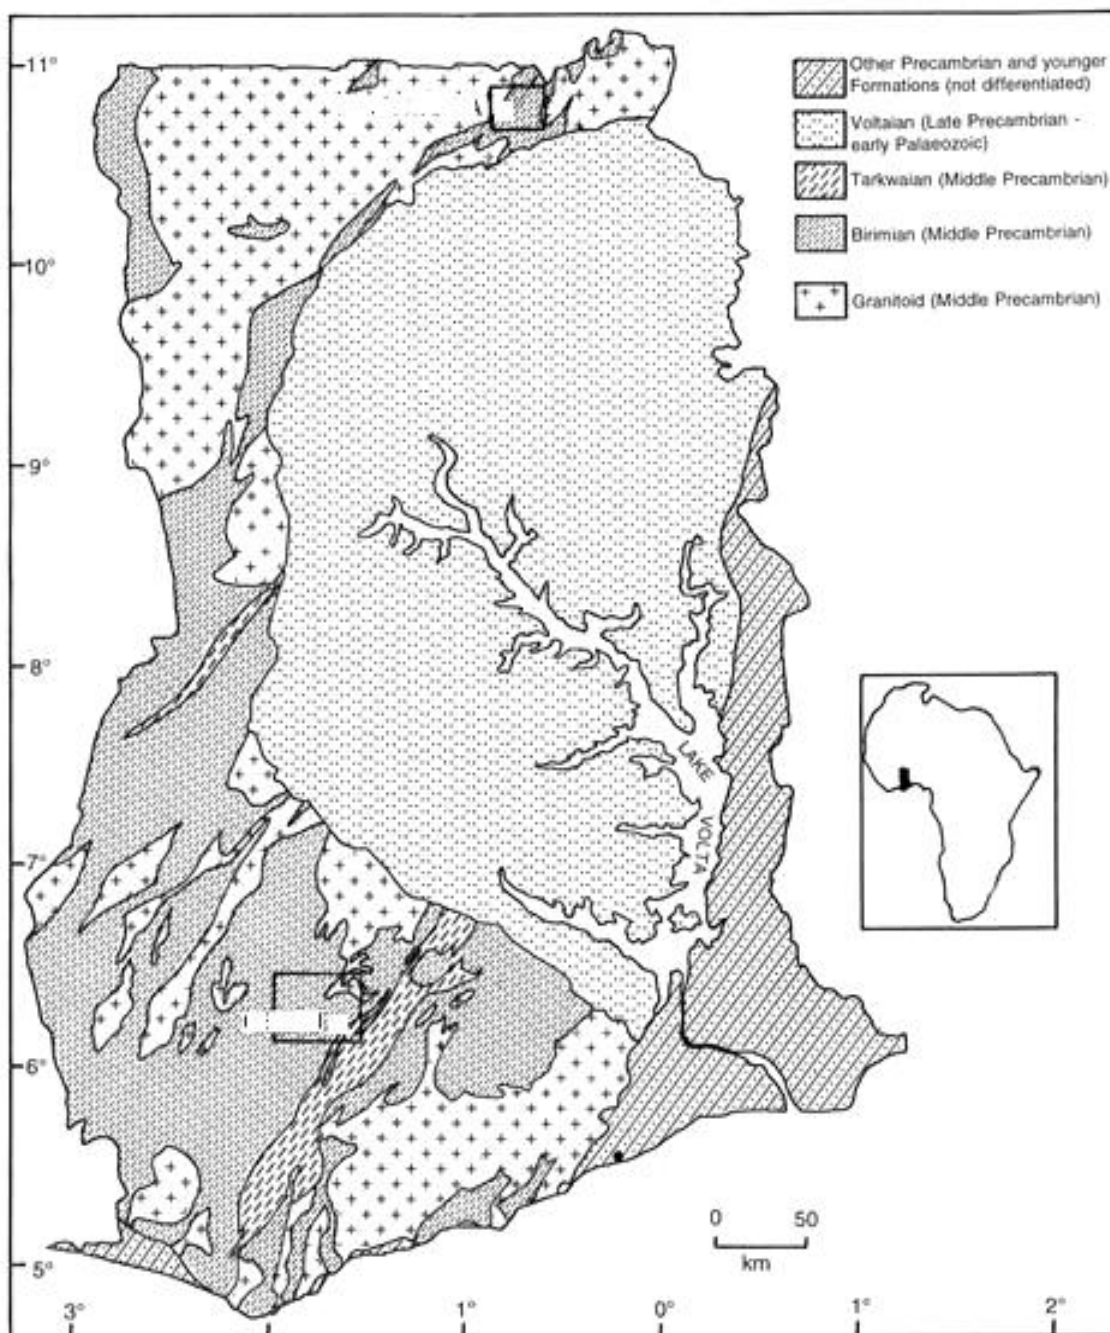 11°
10°
9°
8°
7°
6°
5°
3°
1°
0°
1°
2°
Other Precambrian and younger
Formations (not differentiated)
Voltaian (Late Precambrian -
early Palaeozoic)
Tarkwaian (Middle Precambrian)
Birimian (Middle Precambrian)
Granitoid (Middle Precambrian)
LAKE
VOLTA
0 50
km